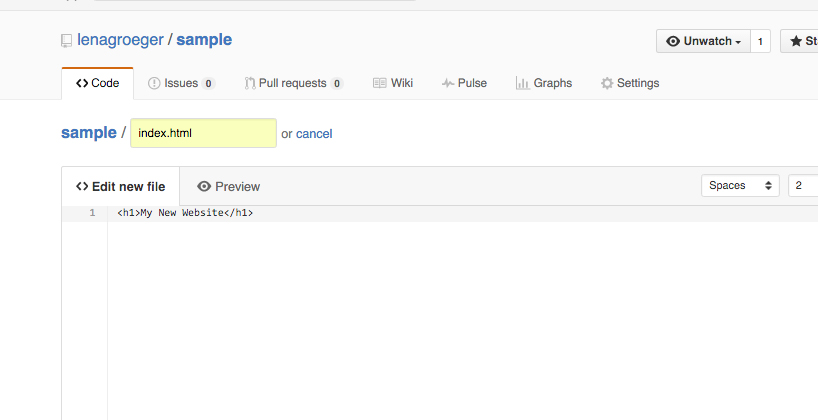 lenagroeger / sample
Unwatch 1 St
Code Issues 0 Pull requests 0 Wiki Pulse Graphs Settings
sample / index.html or cancel
Edit new file Preview Spaces 2
1 <h1>My New Website</h1>